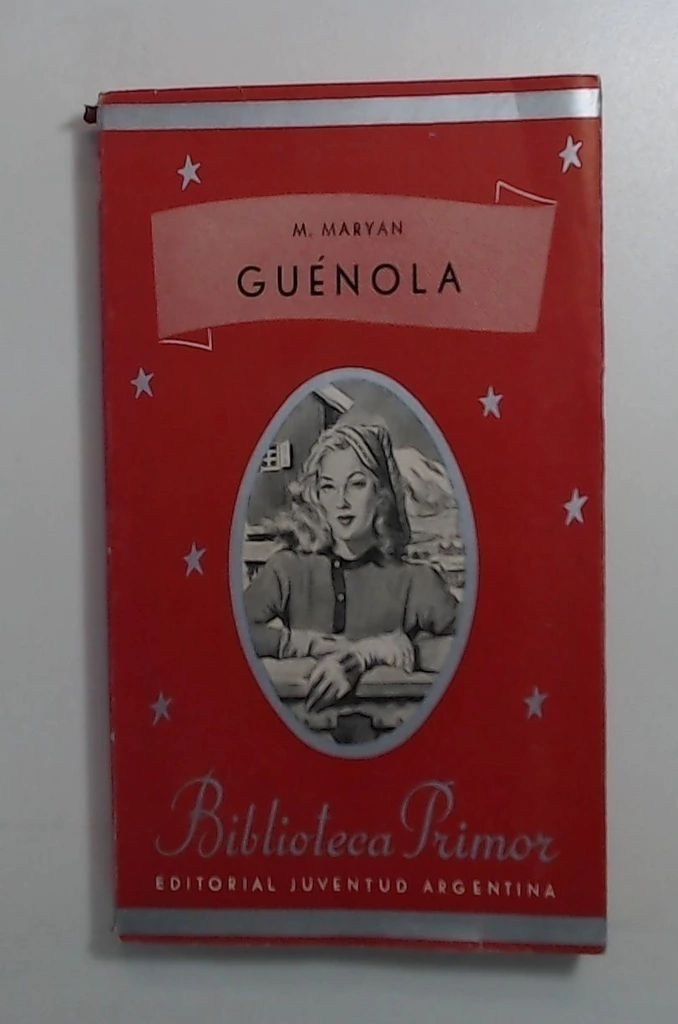 M. MARYAN
GUÉNOLA
Biblioteca Primor
EDITORIAL JUVENTUD ARGENTINA